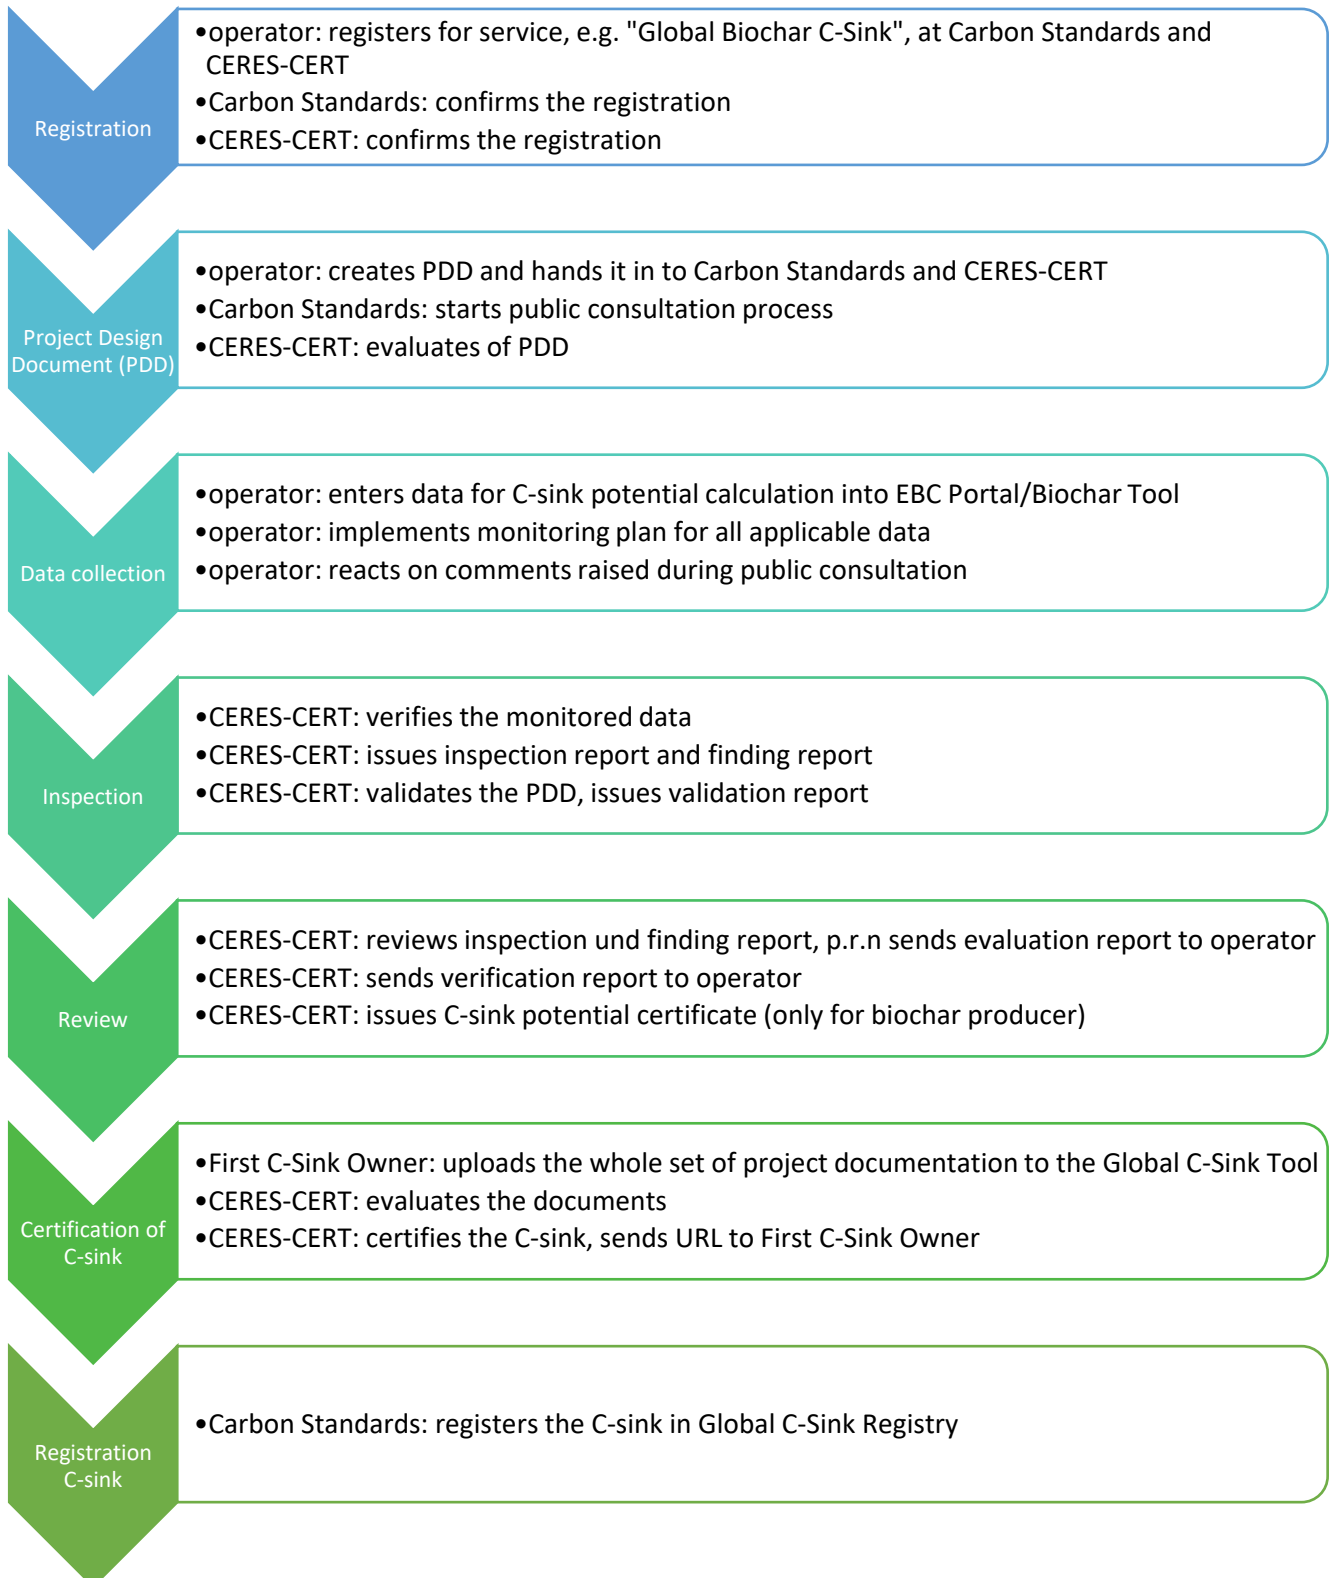 Registration
•operator: registers for service, e.g. "Global Biochar C-Sink", at Carbon Standards and
CERES-CERT
•Carbon Standards: confirms the registration
•CERES-CERT: confirms the registration
Project Design
Document (PDD)
•operator: creates PDD and hands it in to Carbon Standards and CERES-CERT
•Carbon Standards: starts public consultation process
•CERES-CERT: evaluates of PDD
Data collection
•operator: enters data for C-sink potential calculation into EBC Portal/Biochar Tool
•operator: implements monitoring plan for all applicable data
•operator: reacts on comments raised during public consultation
Inspection
•CERES-CERT: verifies the monitored data
•CERES-CERT: issues inspection report and finding report
•CERES-CERT: validates the PDD, issues validation report
Review
•CERES-CERT: reviews inspection und finding report, p.r.n sends evaluation report to operator
•CERES-CERT: sends verification report to operator
•CERES-CERT: issues C-sink potential certificate (only for biochar producer)
Certification of
C-sink
•First C-Sink Owner: uploads the whole set of project documentation to the Global C-Sink Tool
•CERES-CERT: evaluates the documents
•CERES-CERT: certifies the C-sink, sends URL to First C-Sink Owner
Registration
C-sink
•Carbon Standards: registers the C-sink in Global C-Sink Registry